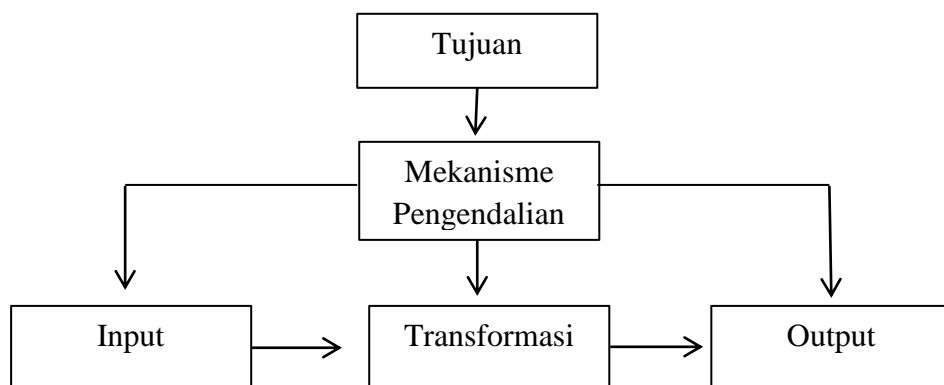 Tujuan
Mekanisme
Pengendalian
Input
Transformasi
Output